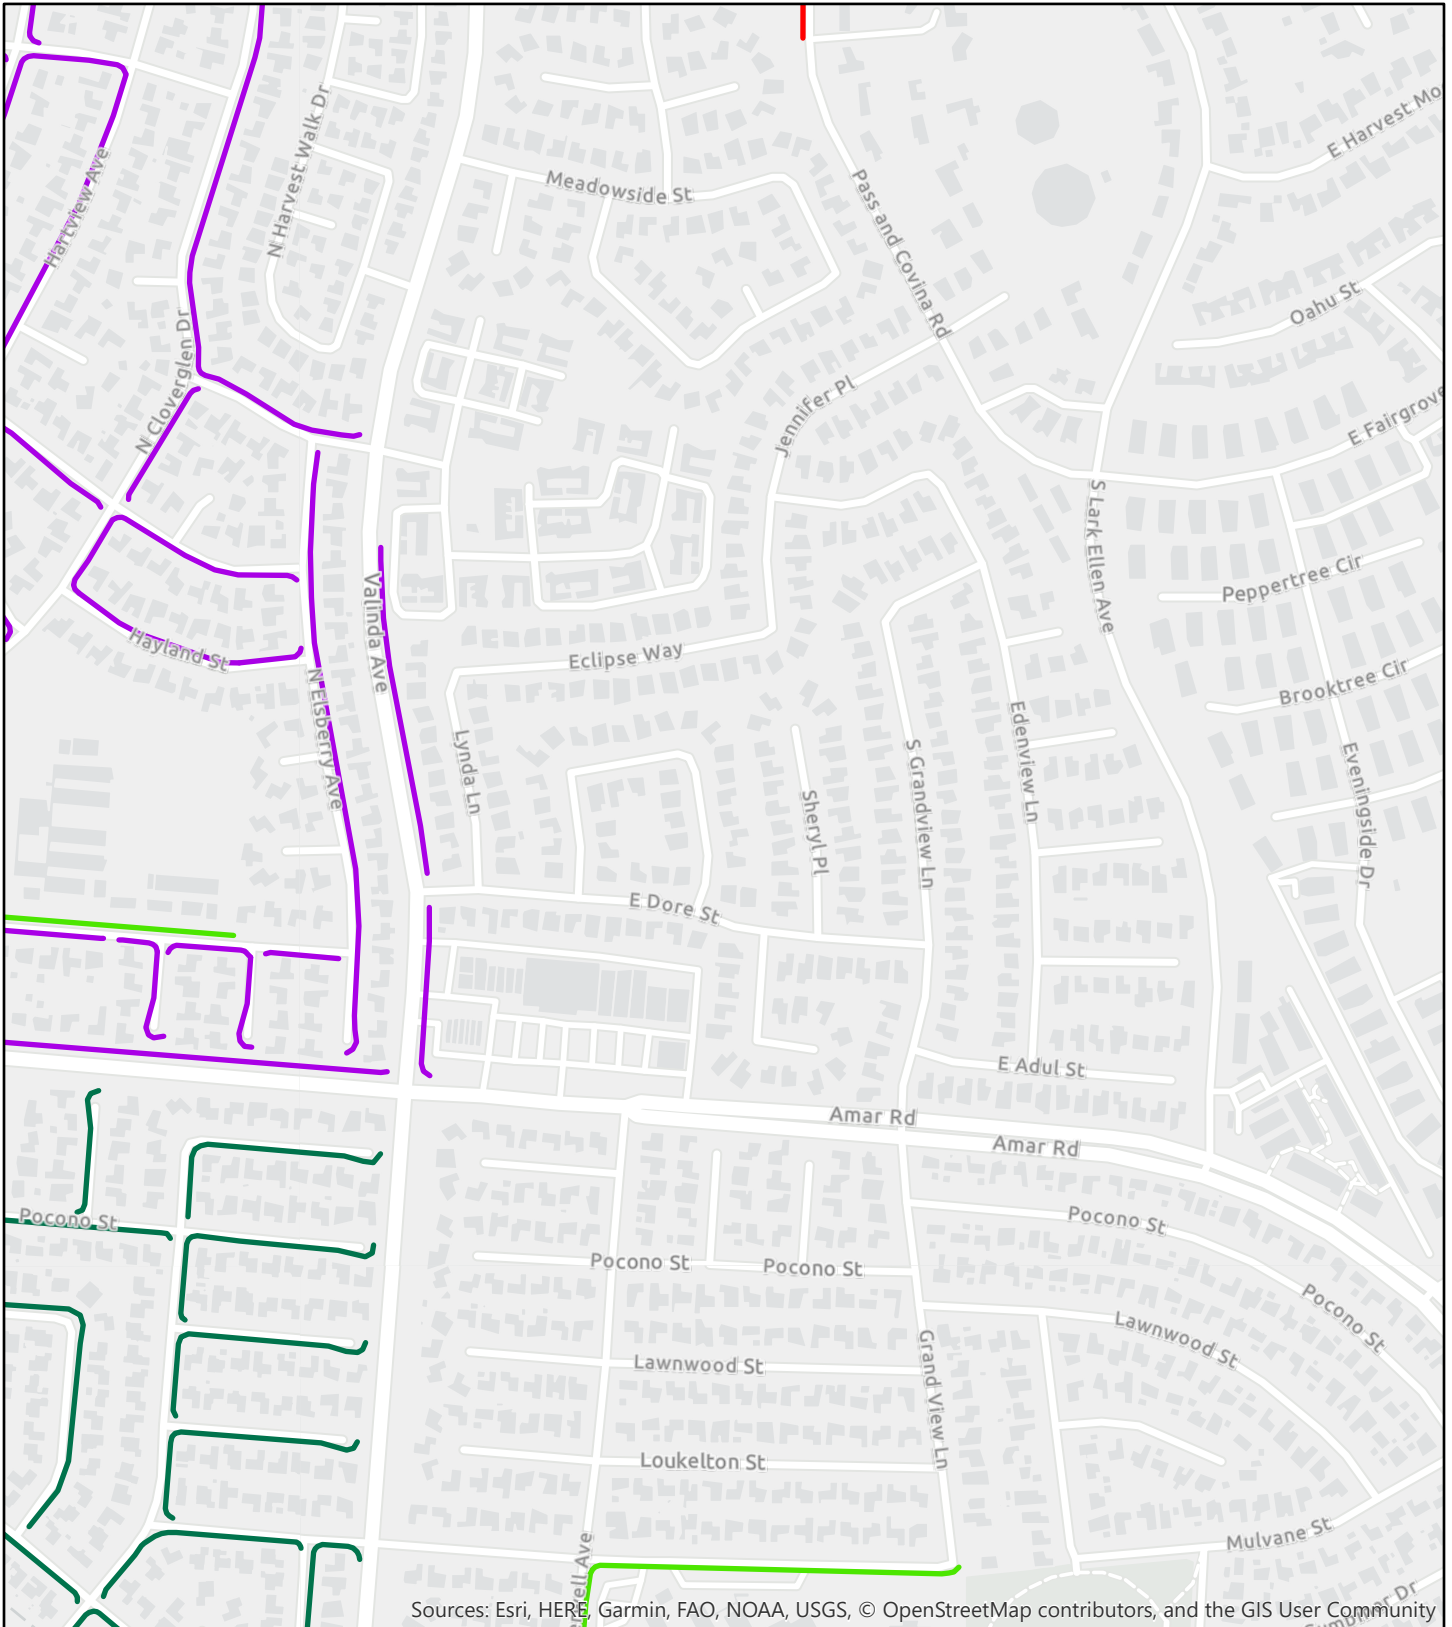 E Harvest Mo
N Harvest Walk Dr
Meadowside St
Hartview Ave
Pass and Covina Rd
Oahu St
N Cloverglen Dr
Jennifer Pl
E Fairgrove
S Lark Ellen Ave
Peppertree Cir
Valinda Ave
Hayland St
Eclipse Way
Brooktree Cir
N Elsberry Ave
Lynda Ln
Edenview Ln
S Grandview Ln
Eveningside Dr
Sheryl Pl
E Dore St
E Adul St
Amar Rd
Amar Rd
Pocono St
Pocono St
Pocono St
Pocono St
Pocono St
Lawnwood St
Lawnwood St
Grand View Ln
Loukelton St
Mulvane St
rell Ave
Sources: Esri, HERE, Garmin, FAO, NOAA, USGS, © OpenStreetMap contributors, and the GIS User Community